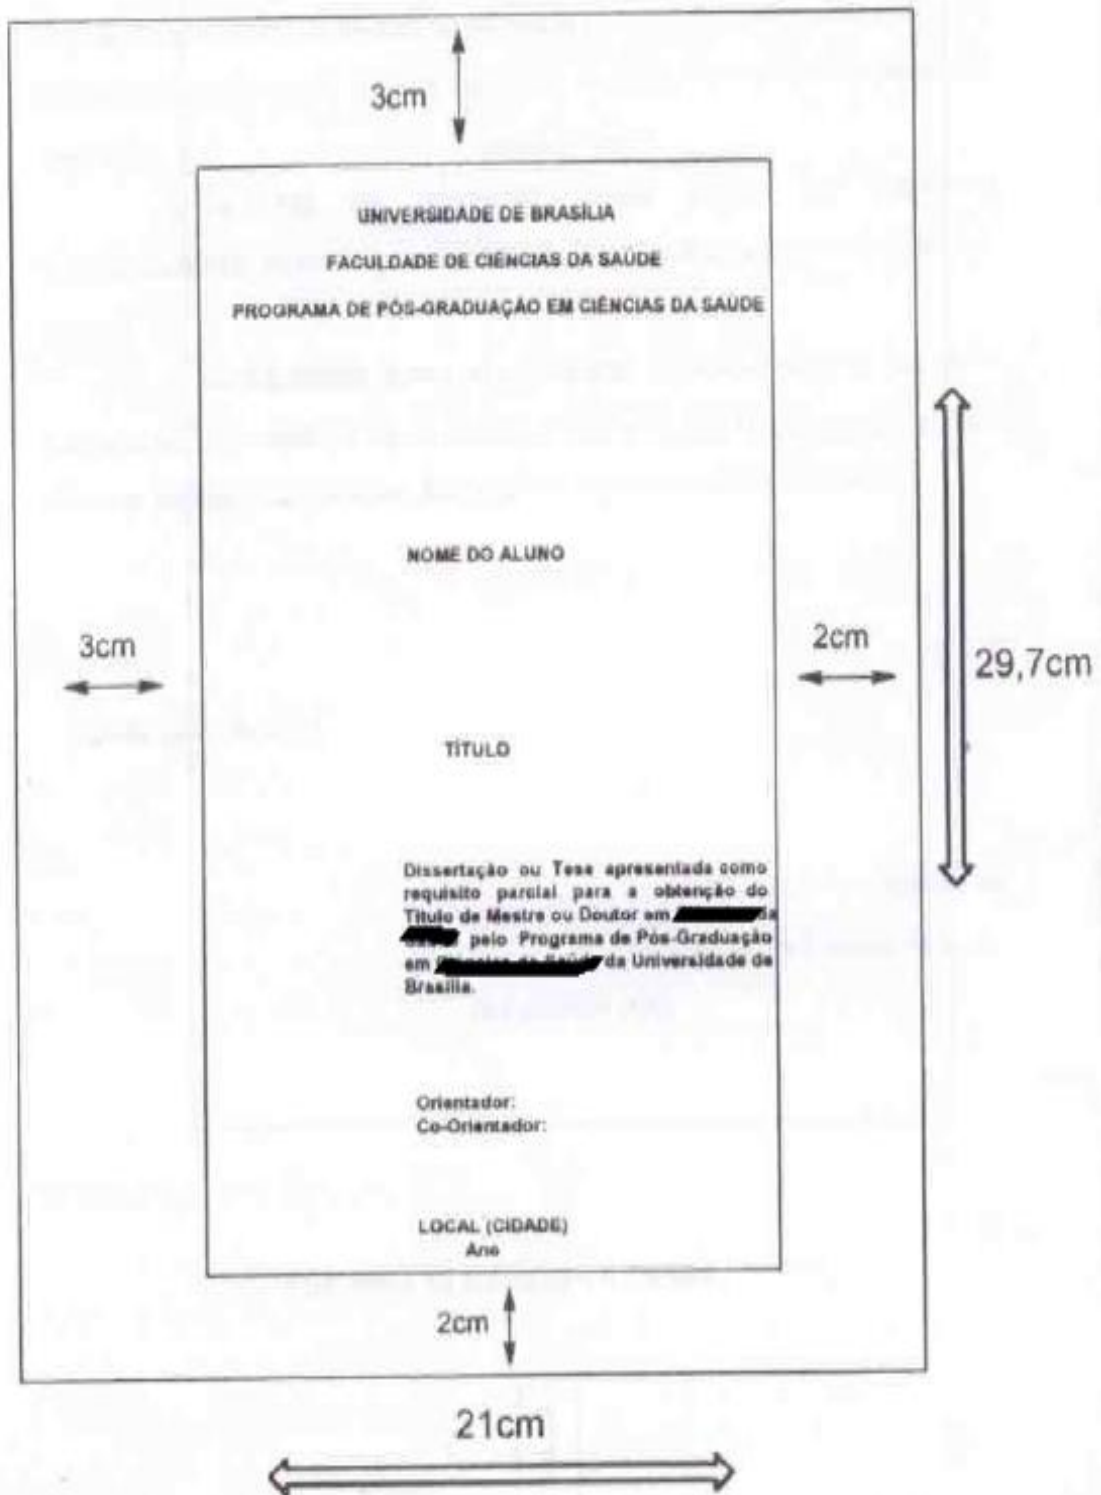 3cm
UNIVERSIDADE DE BRASÍLIA
FACULDADE DE CIÊNCIAS DA SAÚDE
PROGRAMA DE PÓS-GRADUAÇÃO EM CIÊNCIAS DA SAÚDE
NOME DO ALUNO
3cm
2cm
29,7cm
TÍTULO
Dissertação ou Tese apresentada como
requisito parcial para a obtenção do
Título de Mestre ou Doutor em da
pelo Programa de Pós-Graduação
em da Universidade de
Brasília.
Orientador:
Co-Orientador:
LOCAL (CIDADE)
Ano
2cm
21cm